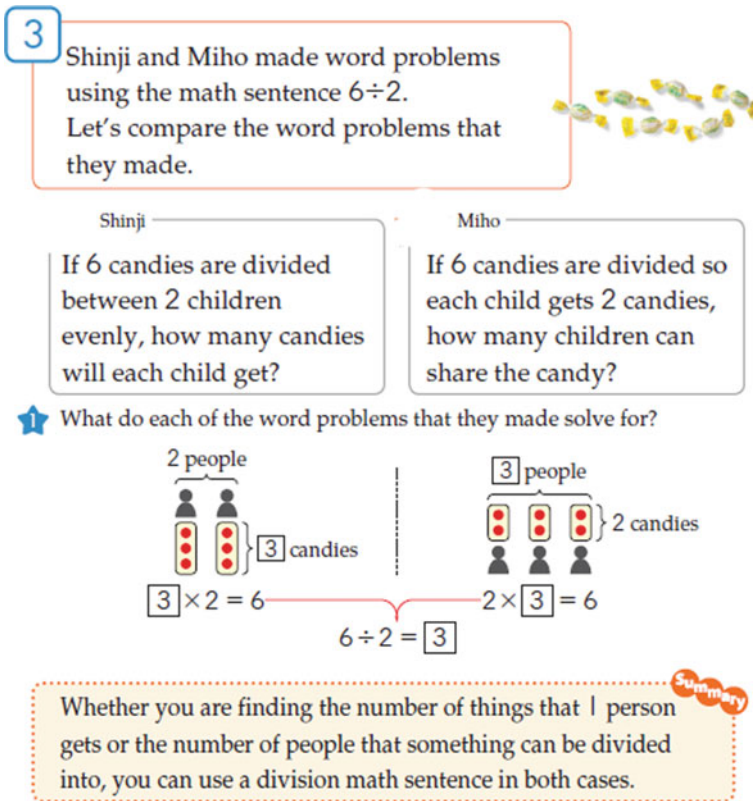 3
Shinji and Miho made word problems
using the math sentence 6÷2.
Let's compare the word problems that
they made.
Shinji
If 6 candies are divided
between 2 children
evenly, how many candies
will each child get?
Miho
If 6 candies are divided so
each child gets 2 candies,
how many children can
share the candy?
1 What do each of the word problems that they made solve for?
2 people
3 candies
3 × 2 = 6
3 people
2 candies
2 × 3 = 6
6 ÷ 2 = 3
Summary
Whether you are finding the number of things that 1 person
gets or the number of people that something can be divided
into, you can use a division math sentence in both cases.